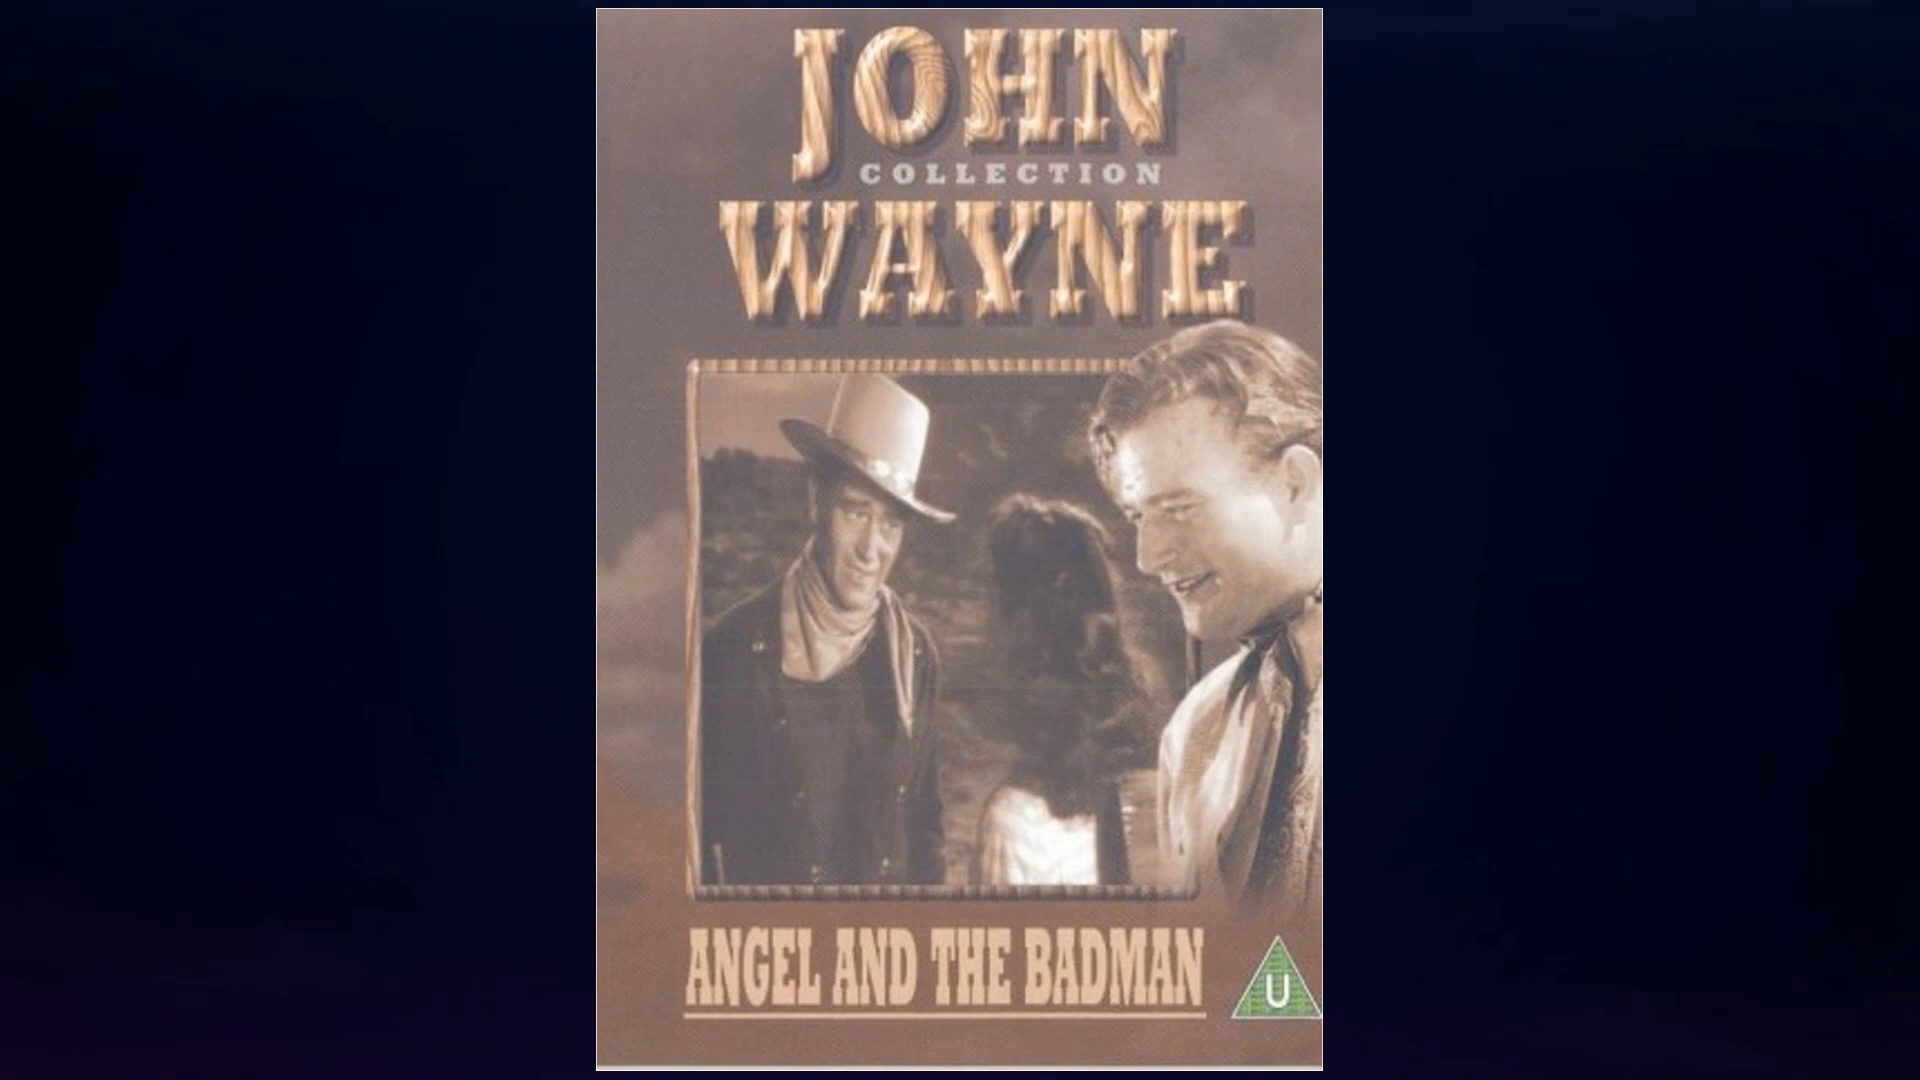 JOHN
COLLECTION
WAYNE
ANGEL AND THE BADMAN
U